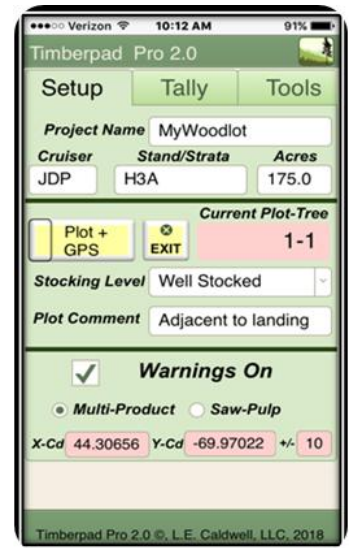 Verizon 10:12 AM 91%
Timberpad Pro 2.0
Setup Tally Tools
Project Name MyWoodlot
Cruiser Stand/Strata Acres
JDP H3A 175.0
Current Plot-Tree
Plot + GPS EXIT 1-1
Stocking Level Well Stocked
Plot Comment Adjacent to landing
Warnings On
Multi-Product Saw-Pulp
X-Cd 44.30656 Y-Cd -69.97022 +/- 10
Timberpad Pro 2.0 ©, L.E. Caldwell, LLC, 2018